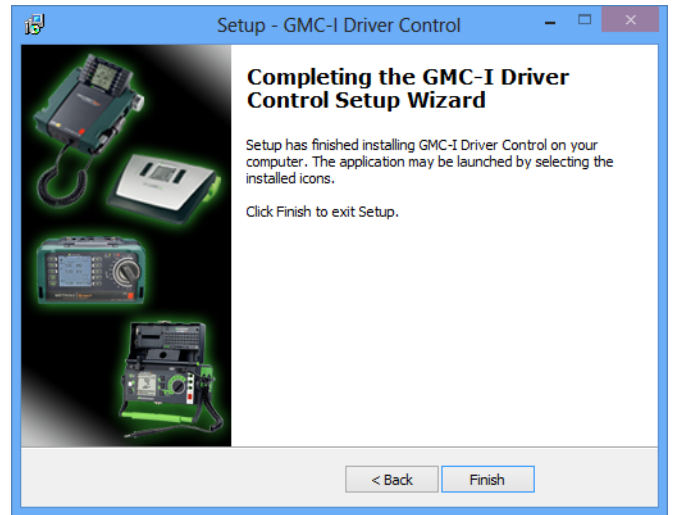 Setup - GMC-I Driver Control
Completing the GMC-I Driver
Control Setup Wizard
Setup has finished installing GMC-I Driver Control on your
computer. The application may be launched by selecting the
installed icons.
Click Finish to exit Setup.
< Back
Finish